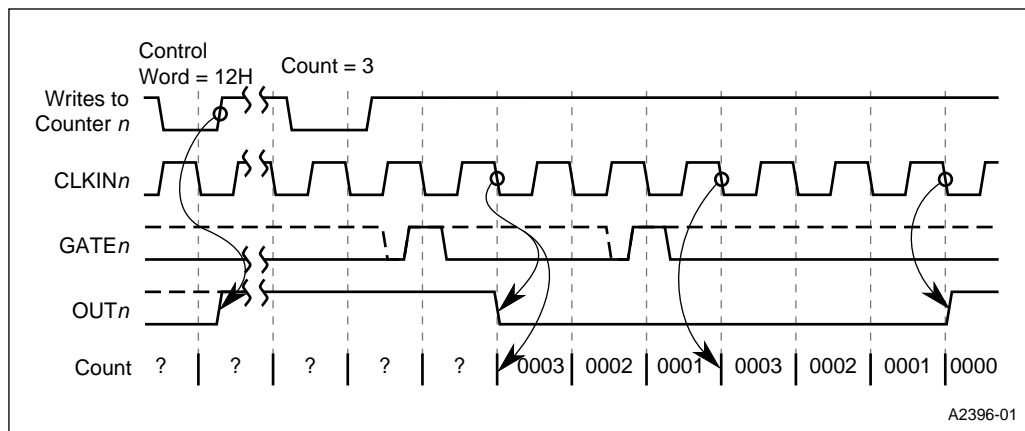 Control
Word = 12H
Count = 3
Writes to
Counter n
CLKINn
GATEn
OUTn
Count ? ? ? ? ? 0003 0002 0001 0003 0002 0001 0000
A2396-01